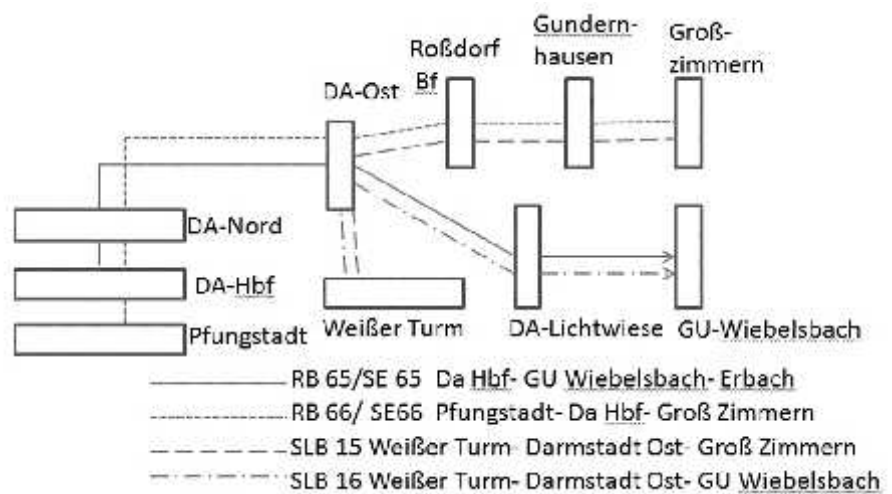 Gundern-
hausen
Groß-
zimmern
Roßdorf
Bf
DA-Ost
DA-Nord
DA-Hbf
Pfungstadt
Weißer Turm
DA-Lichtwiese
GU-Wiebelsbach
RB 65/SE 65 Da Hbf- GU Wiebelsbach- Erbach
RB 66/ SE66 Pfungstadt- Da Hbf- Groß Zimmern
SLB 15 Weißer Turm- Darmstadt Ost- Groß Zimmern
SLB 16 Weißer Turm- Darmstadt Ost- GU Wiebelsbach